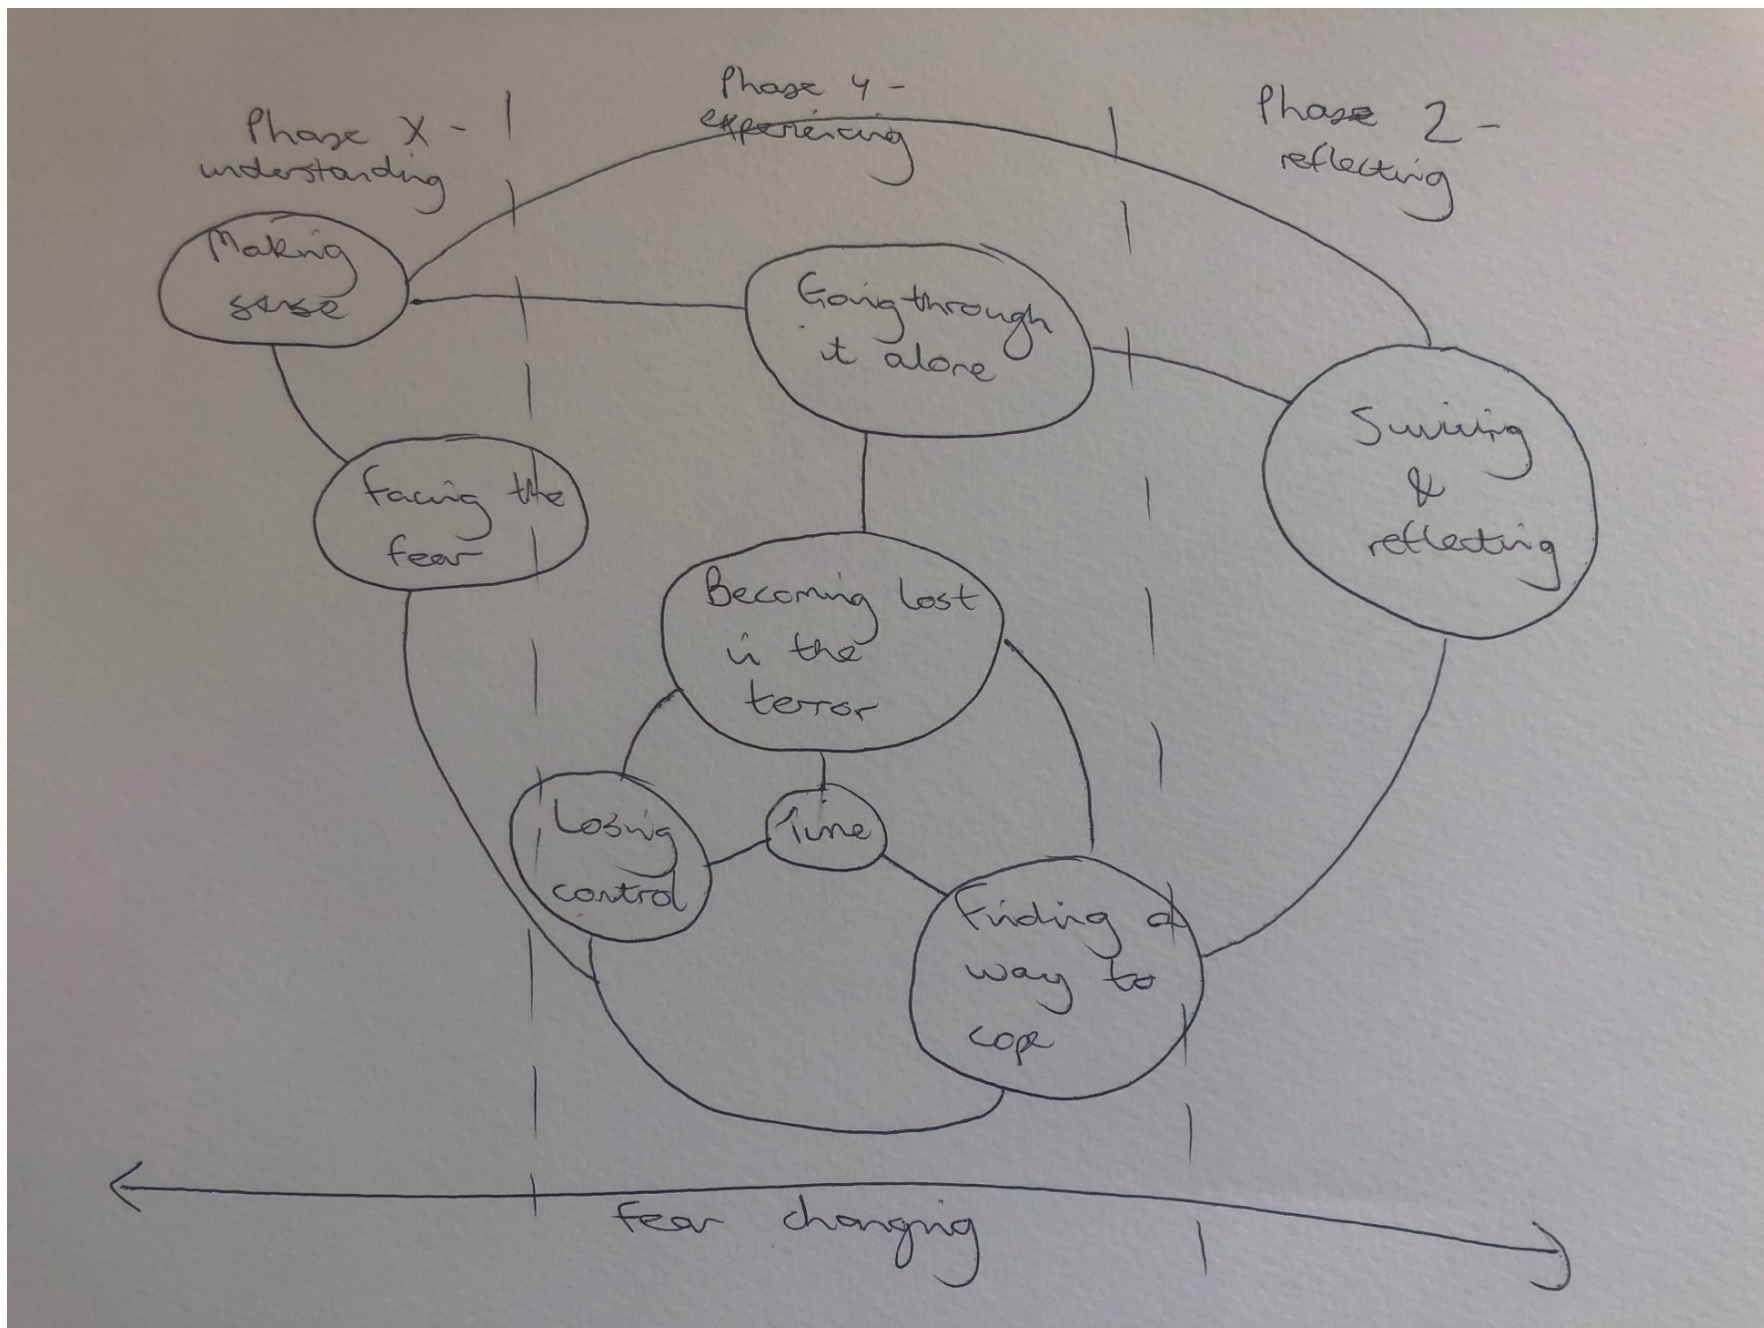 Phase X -
understanding
Phase Y -
experiencing
Phase 2 -
reflecting
Making
sense
Going through
it alone
Surviving
&
reflecting
Facing the
fear
Becoming lost
in the
terror
Losing
control
Time
Finding a
way to
cope
Fear changing